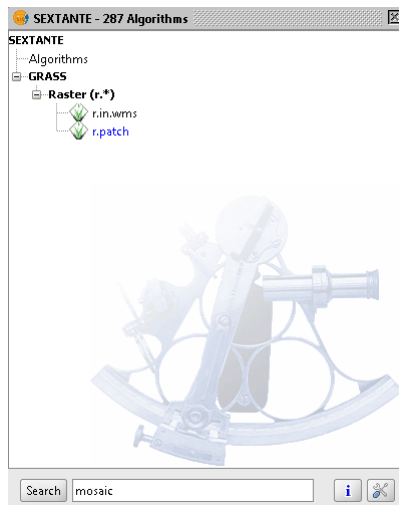 SEXTANTE - 287 Algorithms
SEXTANTE
Algorithms
GRASS
Raster (r.*)
r.in.wms
r.patch
Search mosaic i